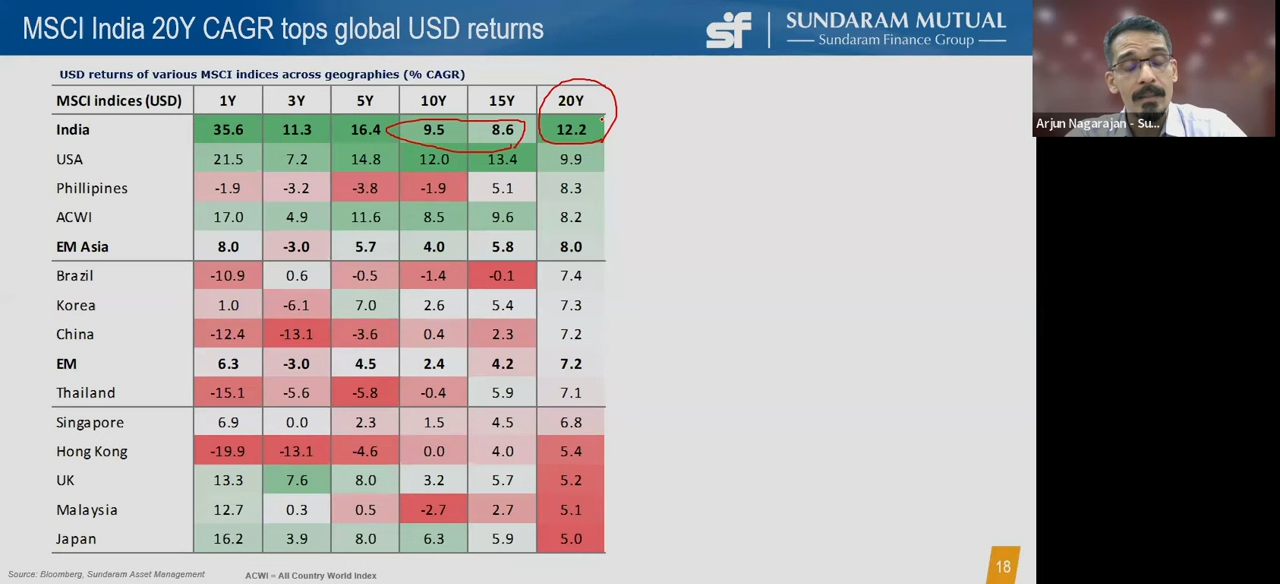 MSCI India 20Y CAGR tops global USD returns
sf
SUNDARAM MUTUAL
Sundaram Finance Group
Arjun Nagarajan - Su...
USD returns of various MSCI indices across geographies (% CAGR)
MSCI indices (USD) 1Y 3Y 5Y 10Y 15Y 20Y
India 35.6 11.3 16.4 9.5 8.6 12.2
USA 21.5 7.2 14.8 12.0 13.4 9.9
Phillipines -1.9 -3.2 -3.8 -1.9 5.1 8.3
ACWI 17.0 4.9 11.6 8.5 9.6 8.2
EM Asia 8.0 -3.0 5.7 4.0 5.8 8.0
Brazil -10.9 0.6 -0.5 -1.4 -0.1 7.4
Korea 1.0 -6.1 7.0 2.6 5.4 7.3
China -12.4 -13.1 -3.6 0.4 2.3 7.2
EM 6.3 -3.0 4.5 2.4 4.2 7.2
Thailand -15.1 -5.6 -5.8 -0.4 5.9 7.1
Singapore 6.9 0.0 2.3 1.5 4.5 6.8
Hong Kong -19.9 -13.1 -4.6 0.0 4.0 5.4
UK 13.3 7.6 8.0 3.2 5.7 5.2
Malaysia 12.7 0.3 0.5 -2.7 2.7 5.1
Japan 16.2 3.9 8.0 6.3 5.9 5.0
Source: Bloomberg, Sundaram Asset Management
ACWI = All Country World Index
18